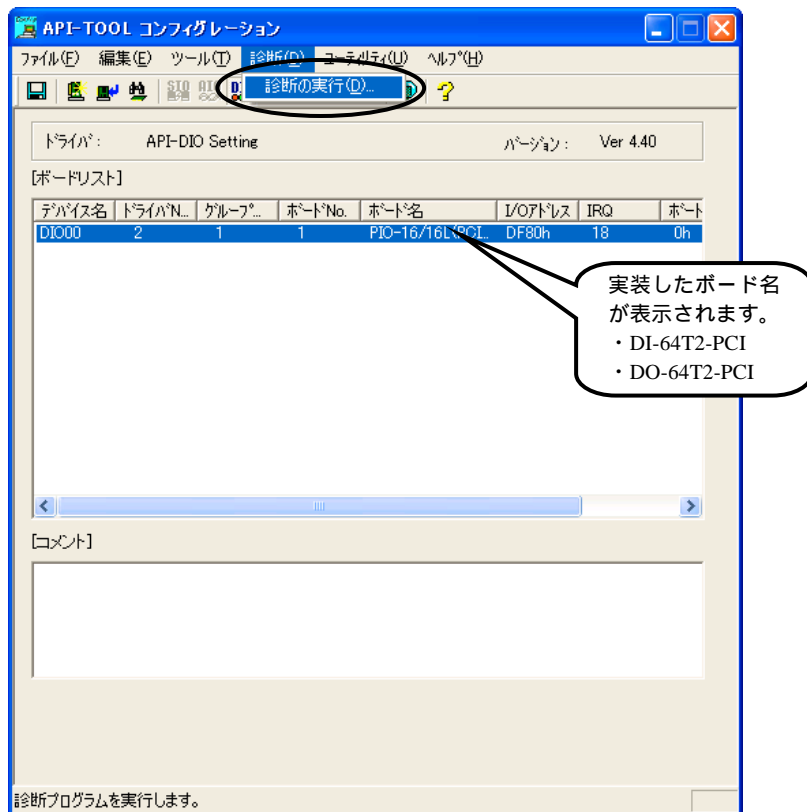 API-TOOL コンフィグレーション
ファイル(F) 編集(E) ツール(T) 診断(D) ユーティリティ(U) ヘルプ(H)
診断の実行(D)...
ドライバ: API-DIO Setting バージョン: Ver 4.40
[ボードリスト]
デバイス名 ドライバN... グループ... ボードNo. ボード名 I/Oアドレス IRQ ボート
DIO00 2 1 1 PIO-16/16L(PCI... DF80h 18 0h
実装したボード名
が表示されます。
・DI-64T2-PCI
・DO-64T2-PCI
[コメント]
診断プログラムを実行します。